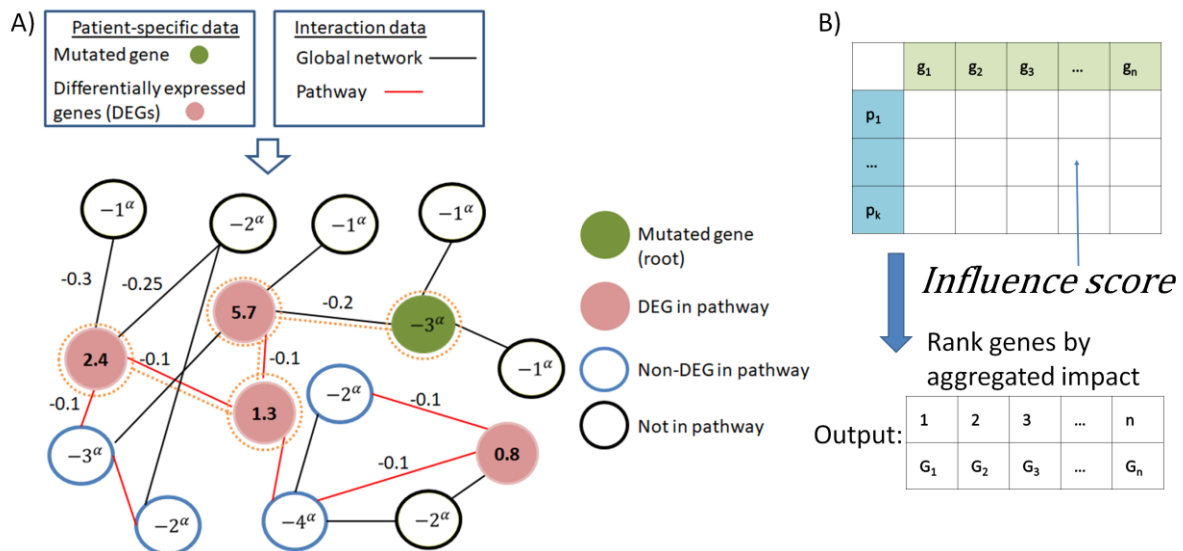 A)
Patient-specific data
Mutated gene
Differentially expressed
genes (DEGs)
Interaction data
Global network
Pathway
−1^α
−2^α
−1^α
−1^α
-0.3
-0.25
5.7
-0.2
−3^α
2.4
-0.1
-0.1
−1^α
-0.1
1.3
−2^α
-0.1
−3^α
-0.1
0.8
−2^α
−4^α
−2^α
Mutated gene
(root)
DEG in pathway
Non-DEG in pathway
Not in pathway
B)
g1 g2 g3 ... gn
p1
...
pk
Influence score
Rank genes by
aggregated impact
Output:
1 2 3 ... n
G1 G2 G3 ... Gn